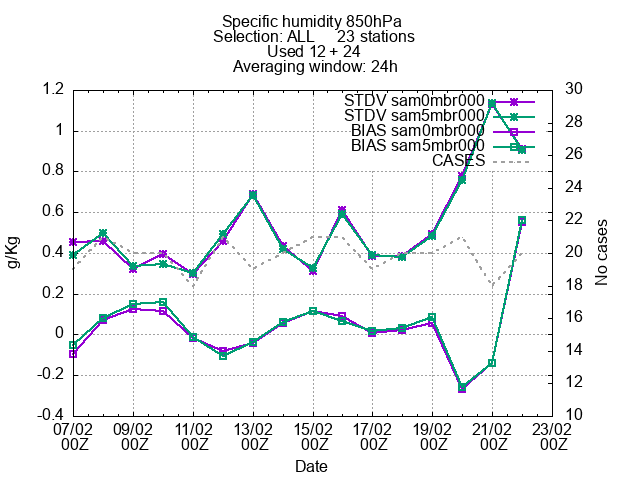 Specific humidity 850hPa
Selection: ALL 23 stations
Used 12 + 24
Averaging window: 24h
1.2
1
0.8
0.6
0.4
0.2
0
-0.2
-0.4
g/Kg
STDV sam0mbr000
STDV sam5mbr000
BIAS sam0mbr000
BIAS sam5mbr000
CASES
30
28
26
24
22
20
18
16
14
12
10
No cases
07/02 09/02 11/02 13/02 15/02 17/02 19/02 21/02 23/02
00Z 00Z 00Z 00Z 00Z 00Z 00Z 00Z 00Z
Date